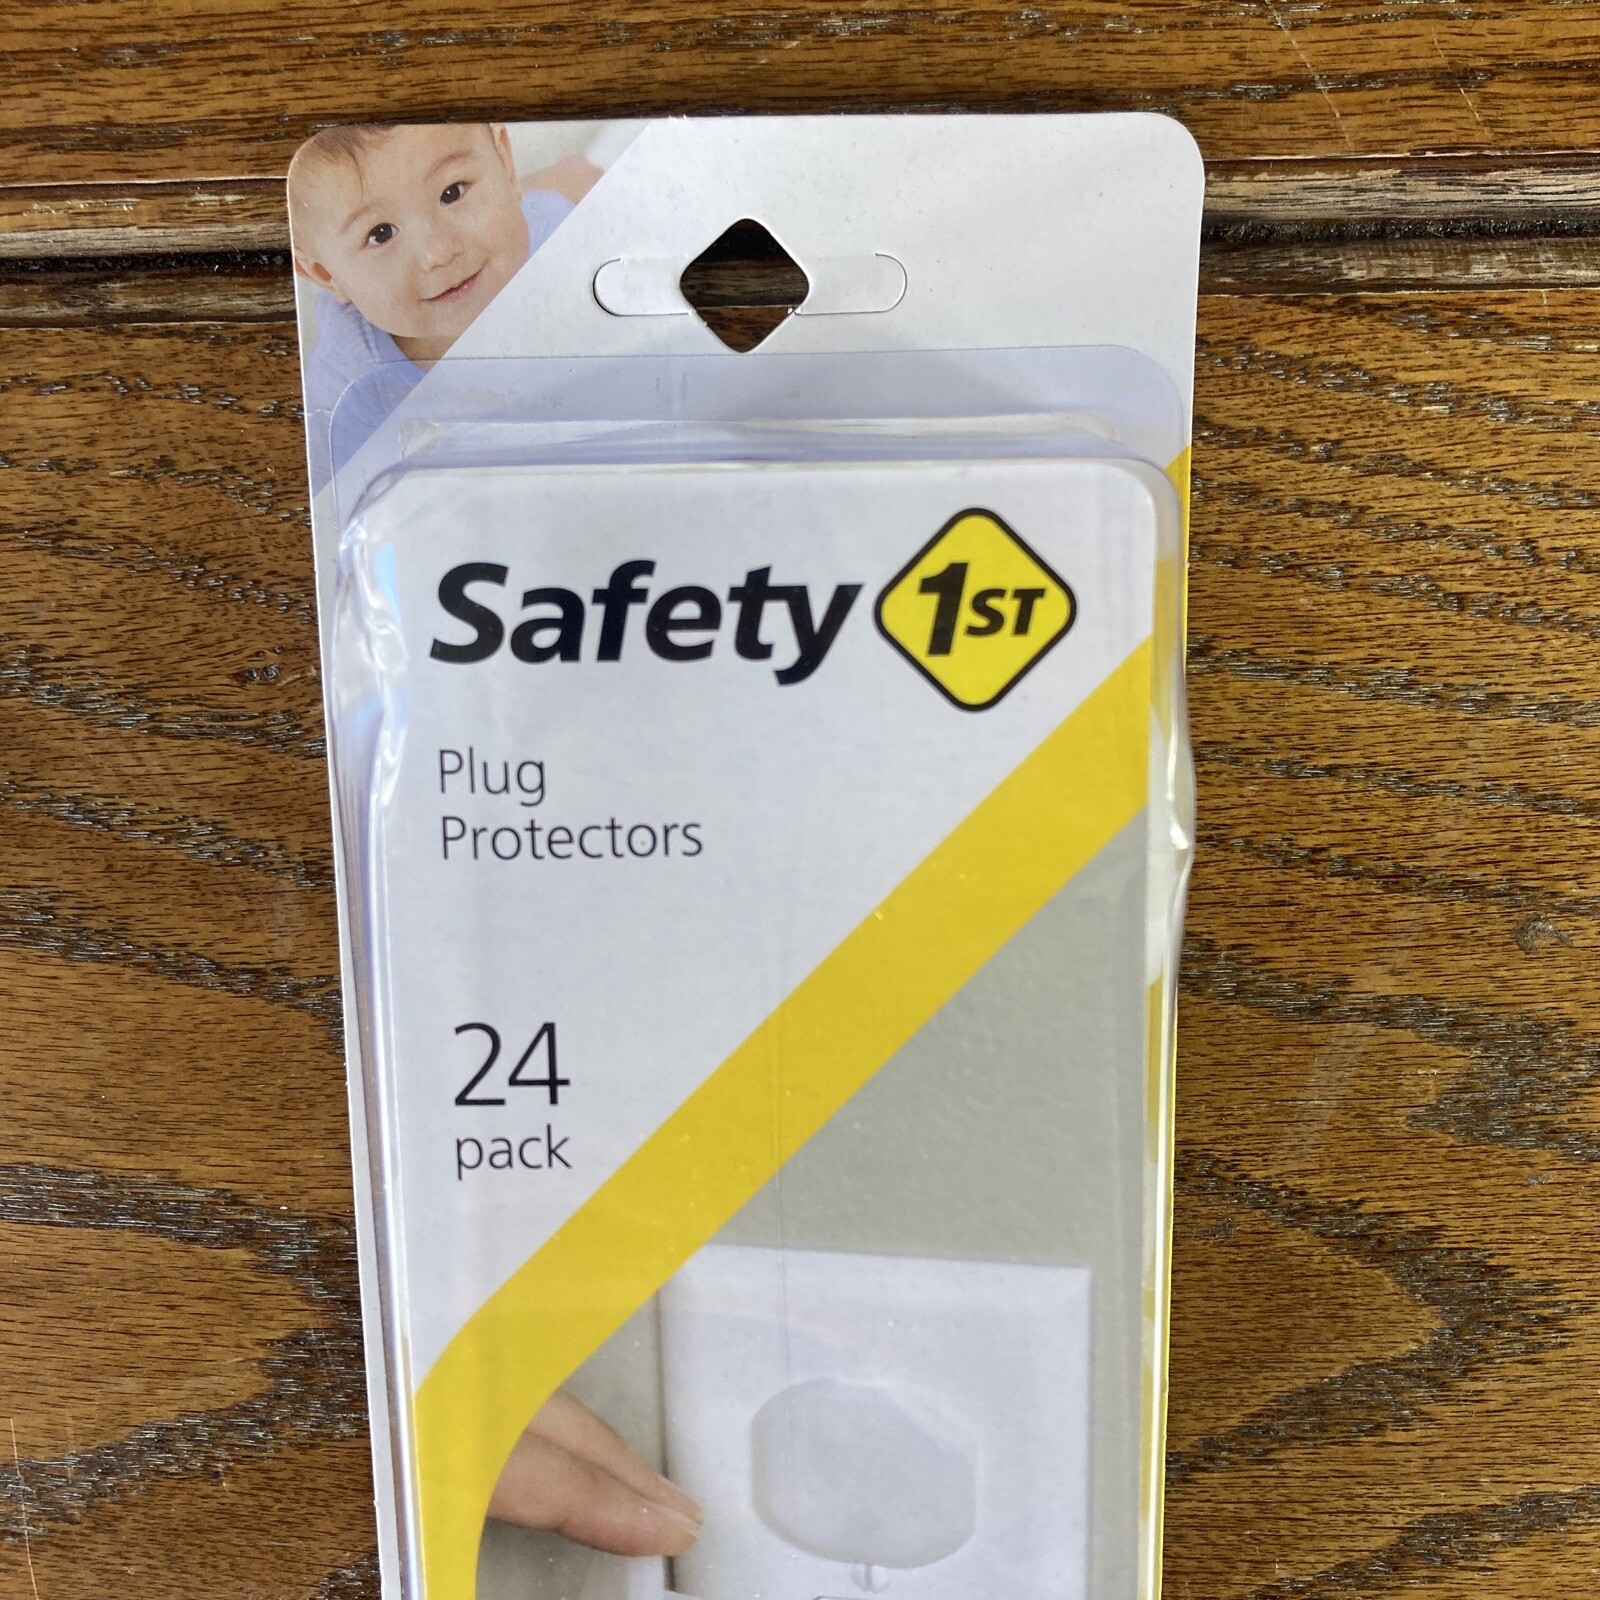 Safety 1ST
Plug
Protectors
24
pack